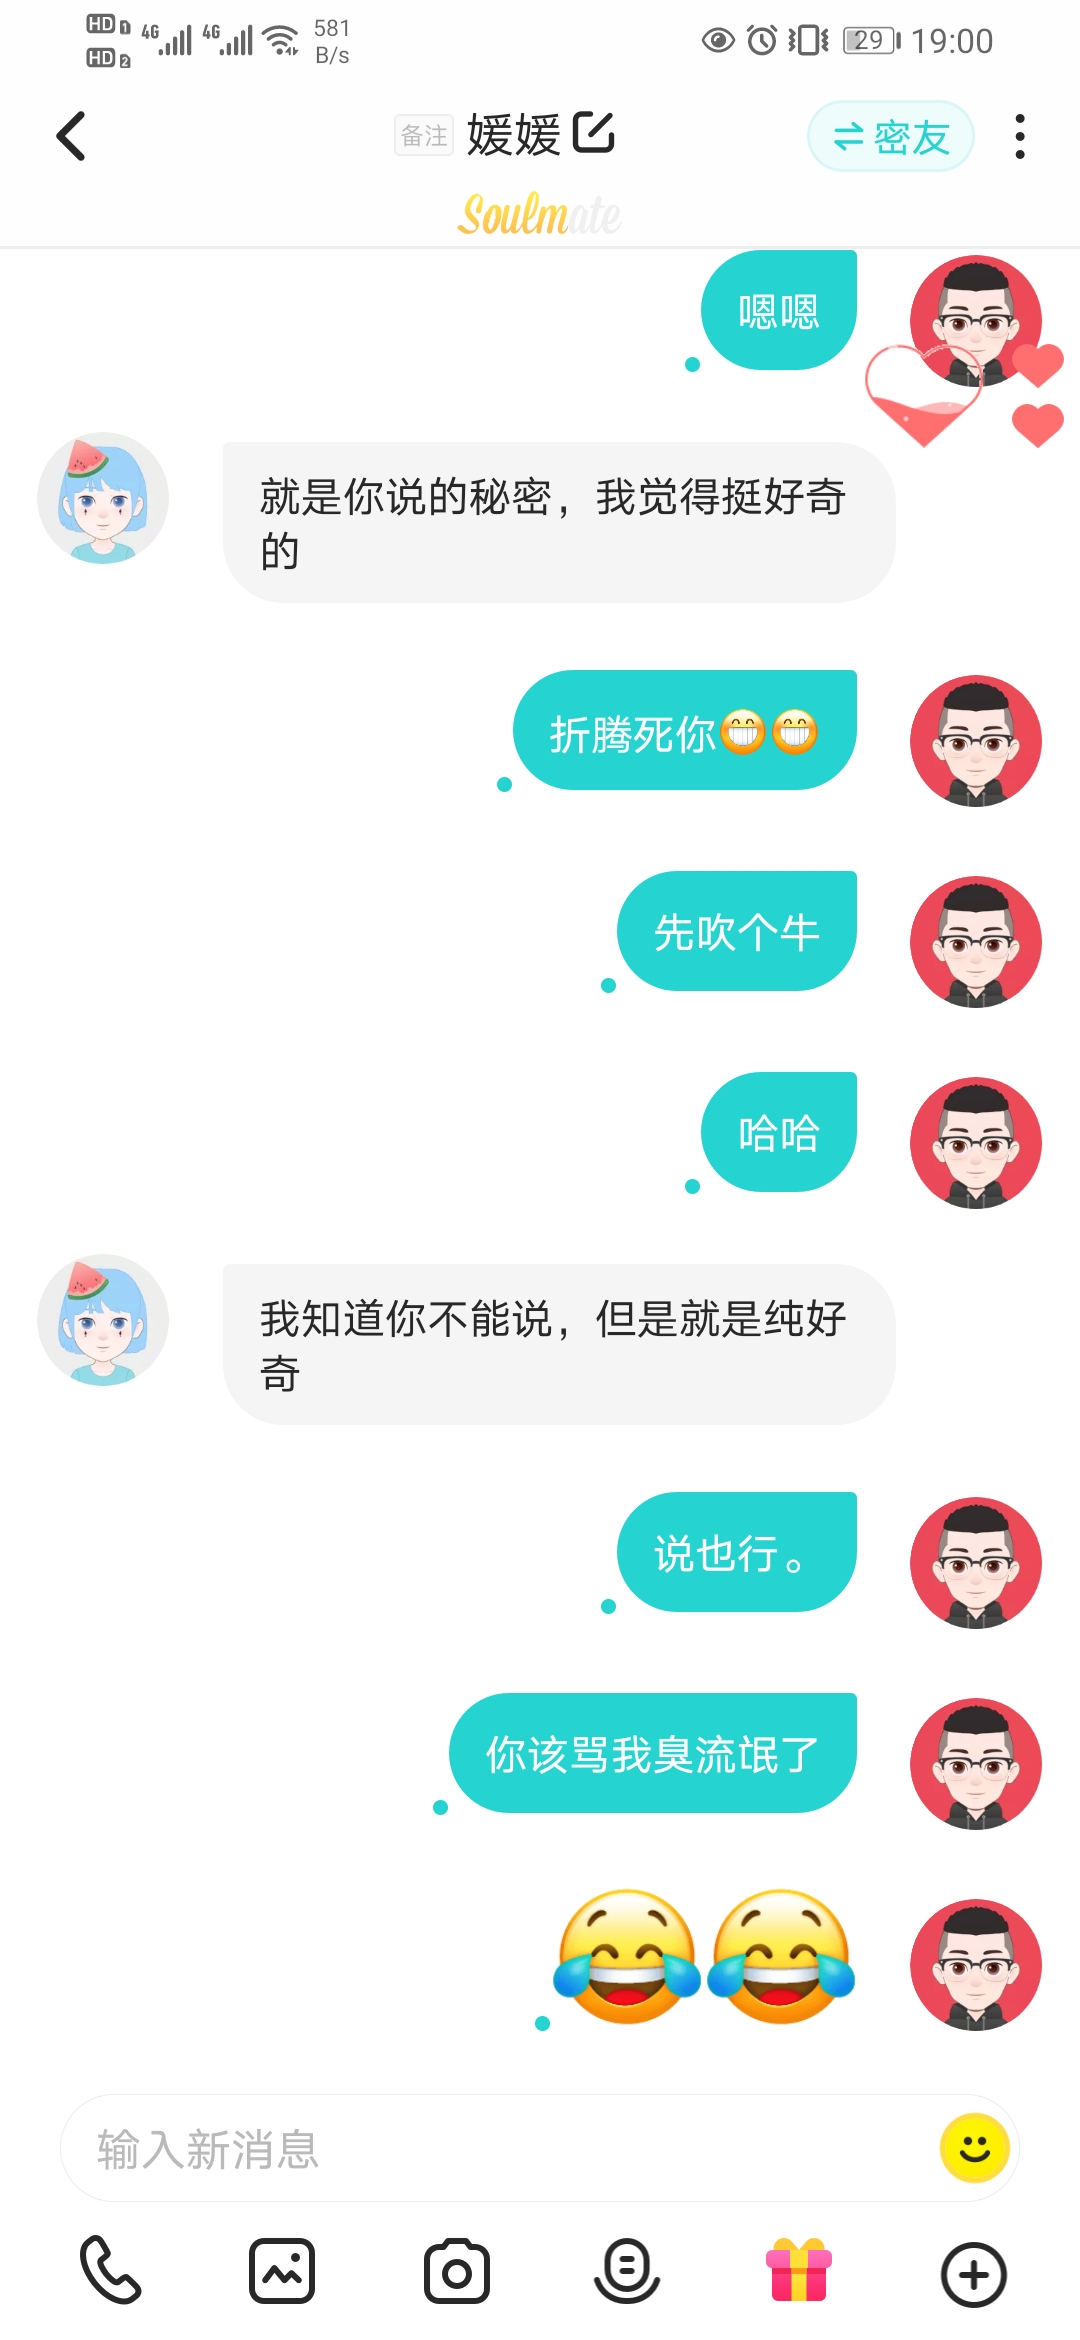 HD 1 4G 4G 581
HD 2 B/s
29 19:00
备注 媛媛 密友
Soulmate
嗯嗯
就是你说的秘密，我觉得挺好奇
的
折腾死你😁😁
先吹个牛
哈哈
我知道你不能说，但是就是纯好
奇
说也行。
你该骂我臭流氓了
😂😂
输入新消息